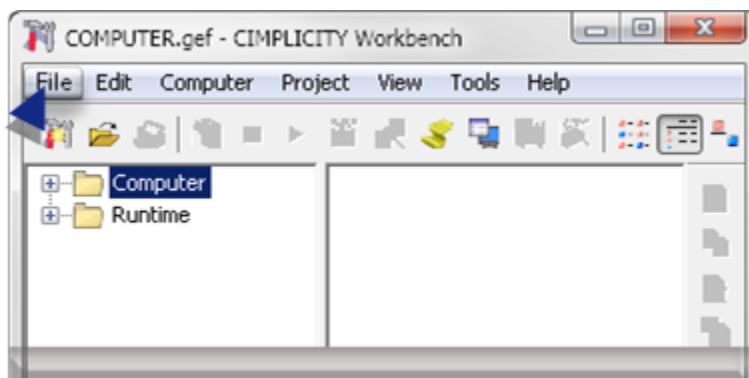 COMPUTER.gef - CIMPLICITY Workbench
File Edit Computer Project View Tools Help
Computer
Runtime